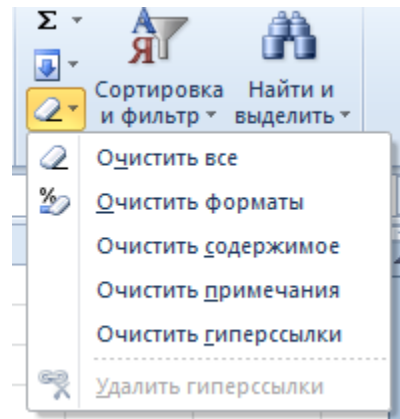 Σ
Сортировка и фильтр
Найти и выделить
Очистить все
Очистить форматы
Очистить содержимое
Очистить примечания
Очистить гиперссылки
Удалить гиперссылки